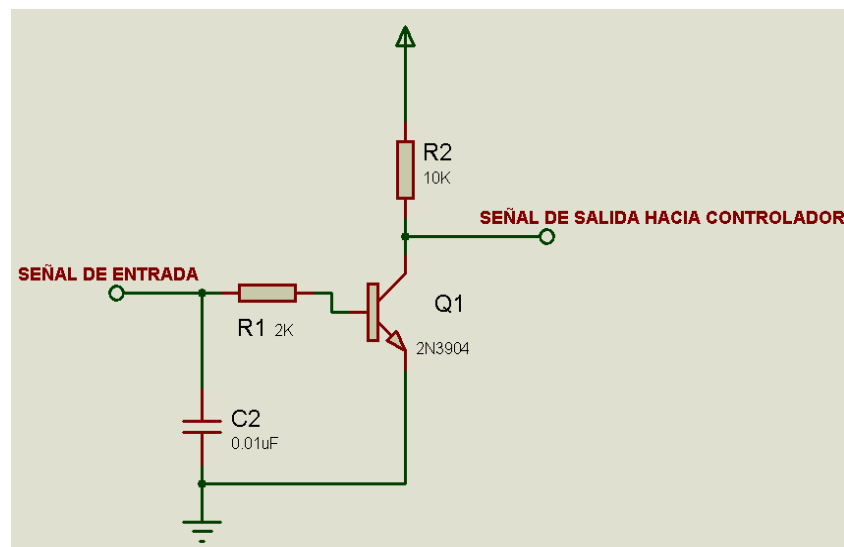 R2
10K
SEÑAL DE SALIDA HACIA CONTROLADOR
SEÑAL DE ENTRADA
R1 2K
Q1
2N3904
C2
0.01uF